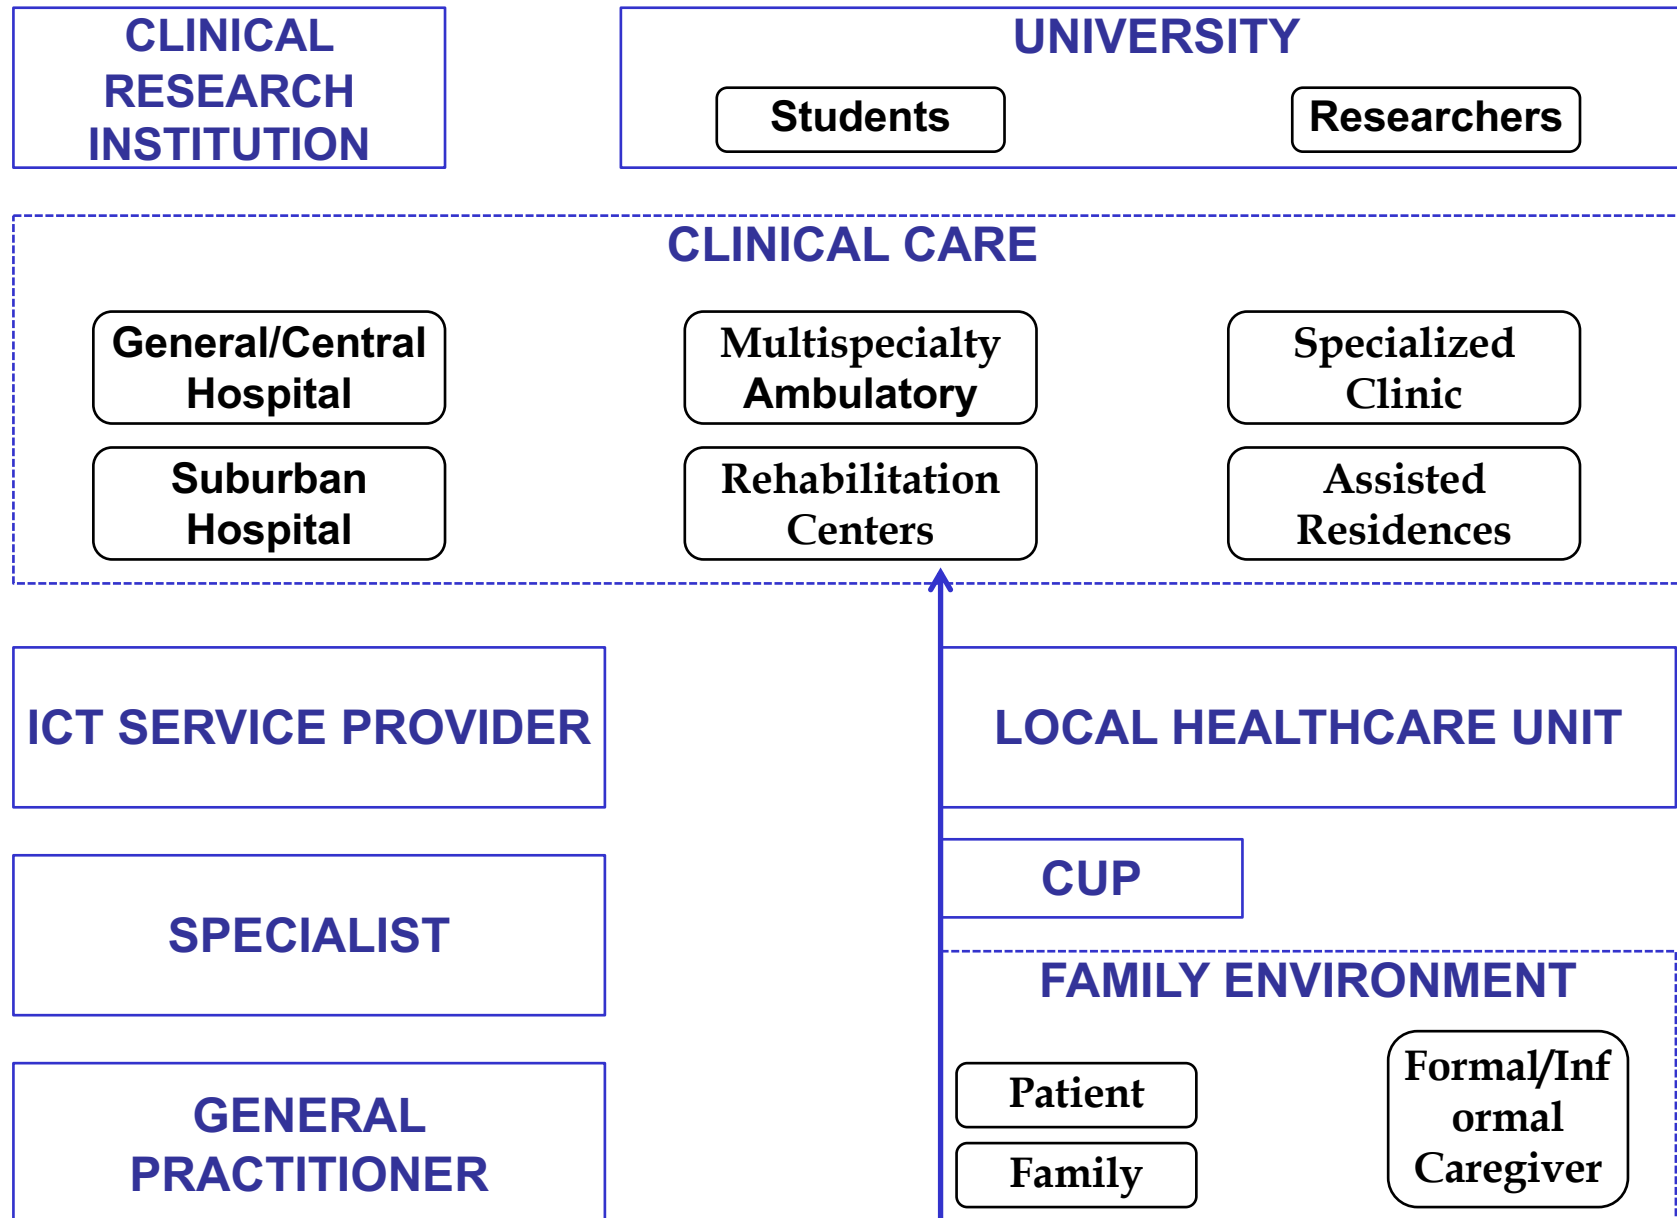 CLINICAL
RESEARCH
INSTITUTION
UNIVERSITY
Students
Researchers
CLINICAL CARE
General/Central
Hospital
Multispecialty
Ambulatory
Specialized
Clinic
Suburban
Hospital
Rehabilitation
Centers
Assisted
Residences
ICT SERVICE PROVIDER
LOCAL HEALTHCARE UNIT
CUP
SPECIALIST
FAMILY ENVIRONMENT
Patient
Formal/Inf
ormal
Caregiver
Family
GENERAL
PRACTITIONER